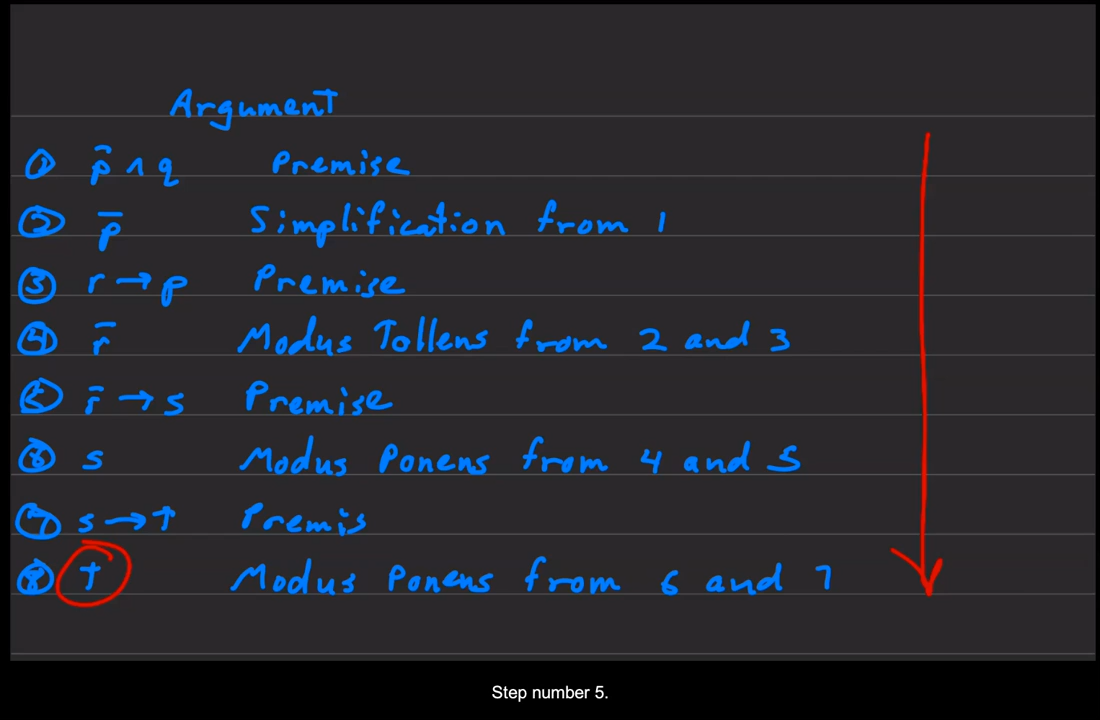 Argument
① p̄ ∧ q Premise
② p̄ Simplification from 1
③ r → p Premise
④ r̄ Modus Tollens from 2 and 3
⑤ r̄ → s Premise
⑥ s Modus Ponens from 4 and 5
⑦ s → t Premis
⑧ t Modus Ponens from 6 and 7
Step number 5.